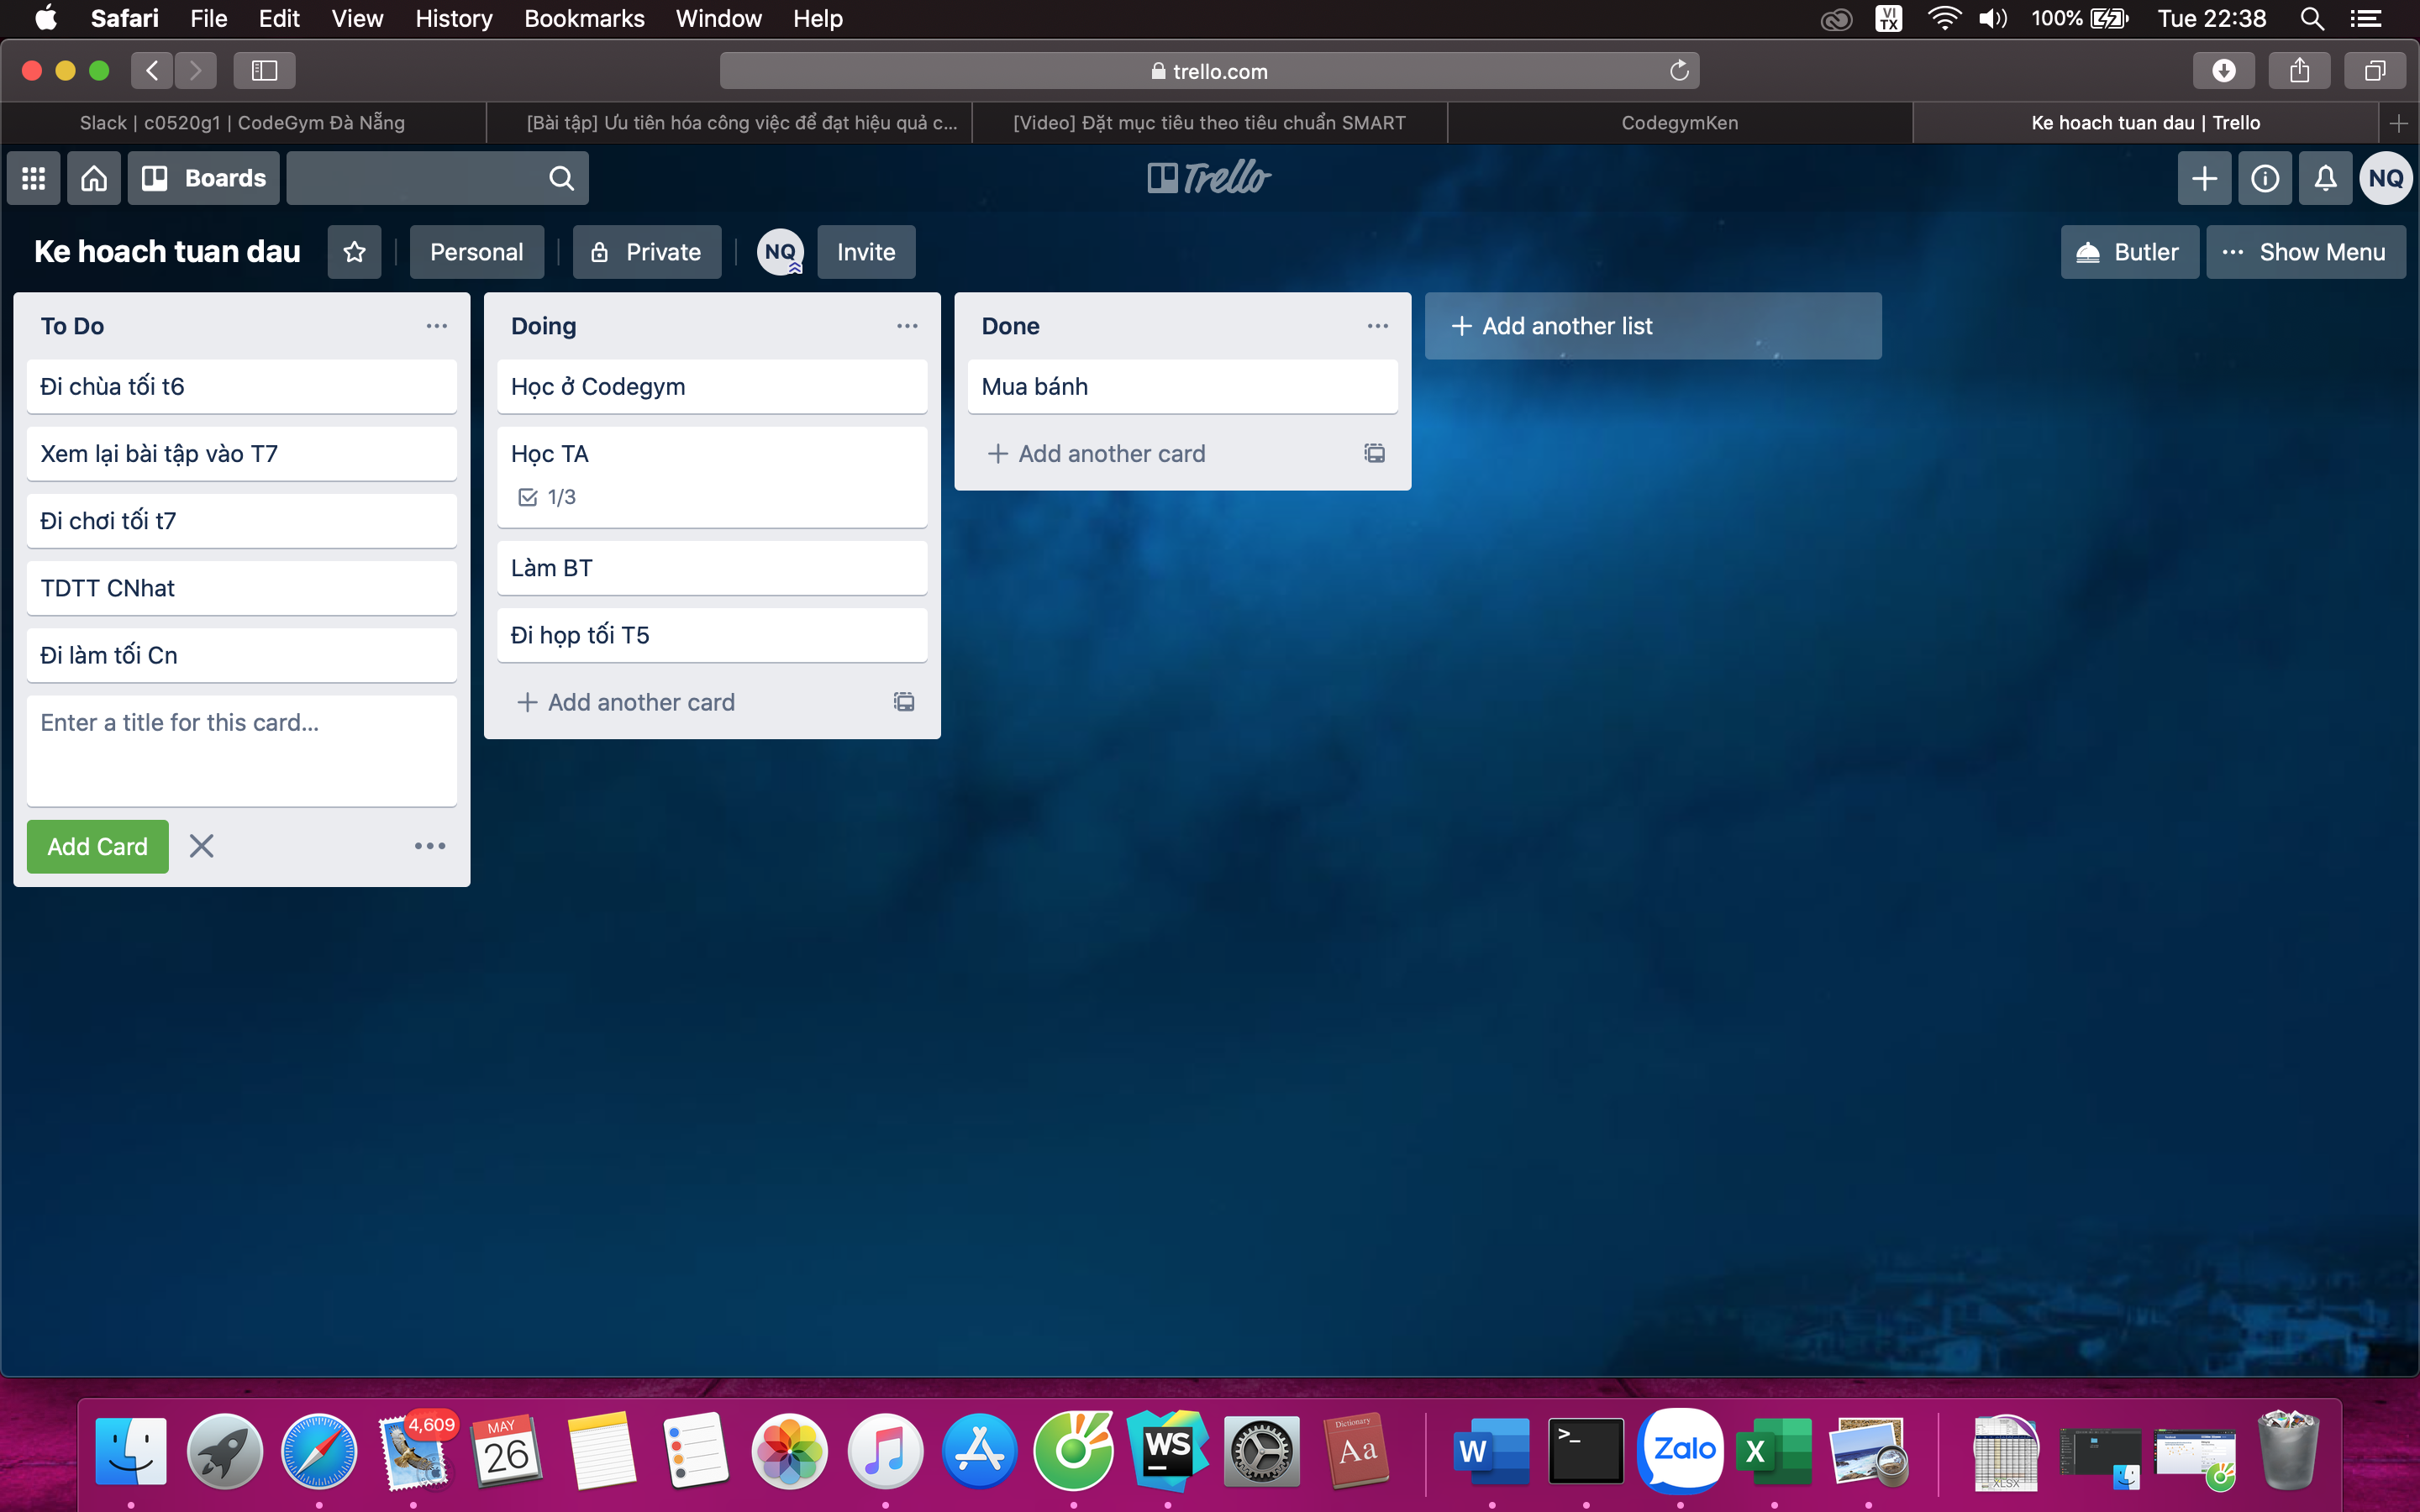 Safari File Edit View History Bookmarks Window Help VI TX 100% Tue 22:38
trello.com
Slack | c0520g1 | CodeGym Đà Nẵng [Bài tập] Ưu tiên hóa công việc để đạt hiệu quả c... [Video] Đặt mục tiêu theo tiêu chuẩn SMART CodegymKen Ke hoach tuan dau | Trello
Boards Trello NQ
Ke hoach tuan dau Personal Private NQ Invite Butler ... Show Menu
To Do
Đi chùa tối t6
Xem lại bài tập vào T7
Đi chơi tối t7
TDTT CNhat
Đi làm tối Cn
Enter a title for this card...
Add Card
Doing
Học ở Codegym
Học TA
1/3
Làm BT
Đi họp tối T5
+ Add another card
Done
Mua bánh
+ Add another card
+ Add another list
4,609
MAY
26
WS
Dictionary
Aa
W
>_
Zalo
X
XLSX